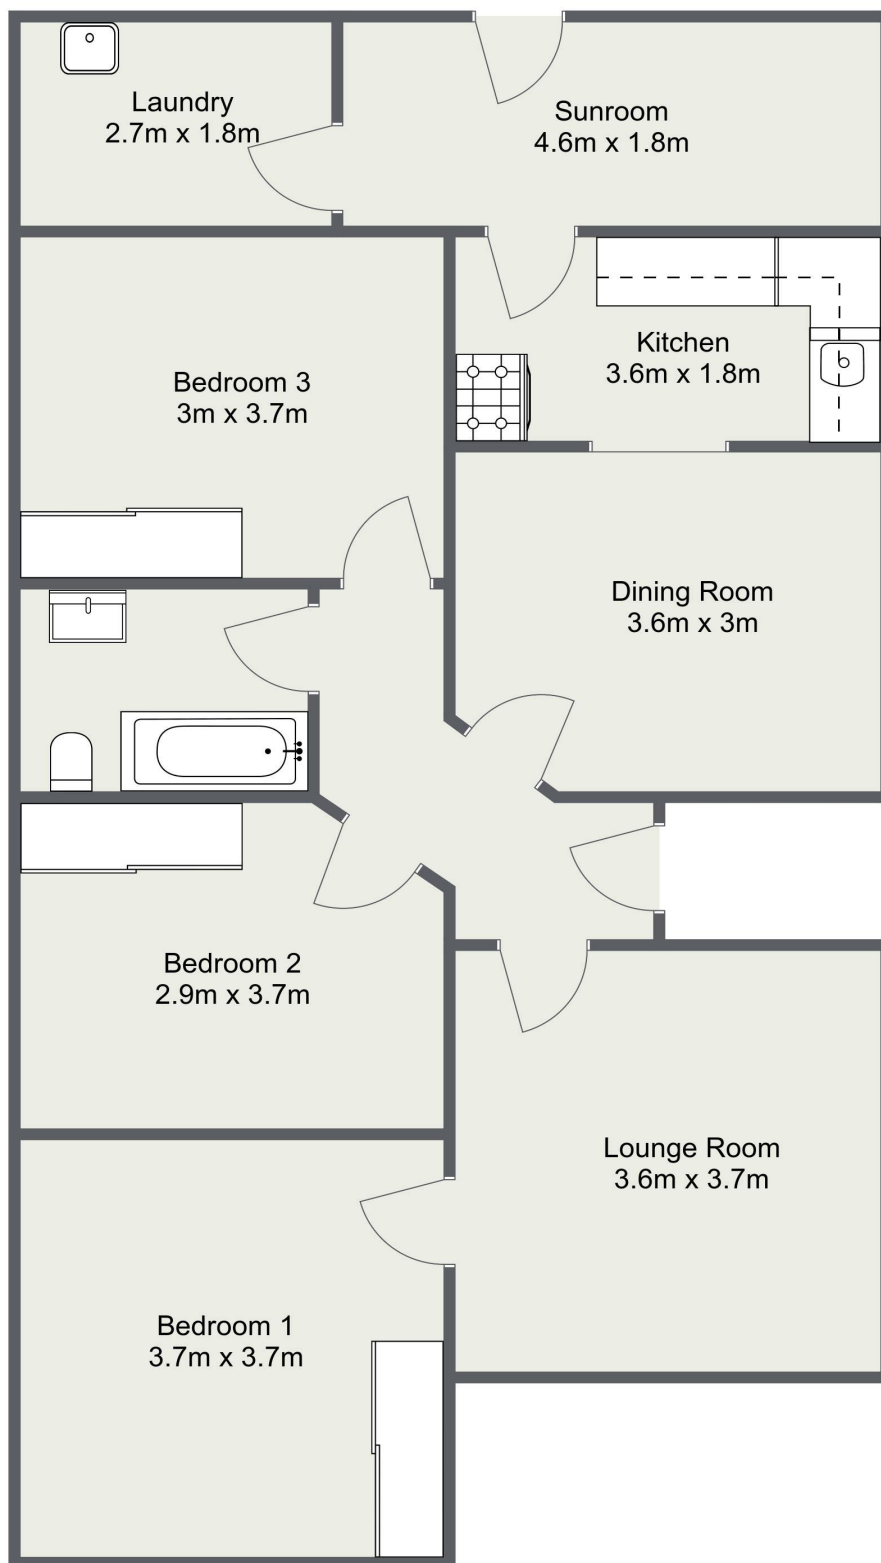 Laundry
2.7m x 1.8m
Sunroom
4.6m x 1.8m
Bedroom 3
3m x 3.7m
Kitchen
3.6m x 1.8m
Dining Room
3.6m x 3m
Bedroom 2
2.9m x 3.7m
Lounge Room
3.6m x 3.7m
Bedroom 1
3.7m x 3.7m